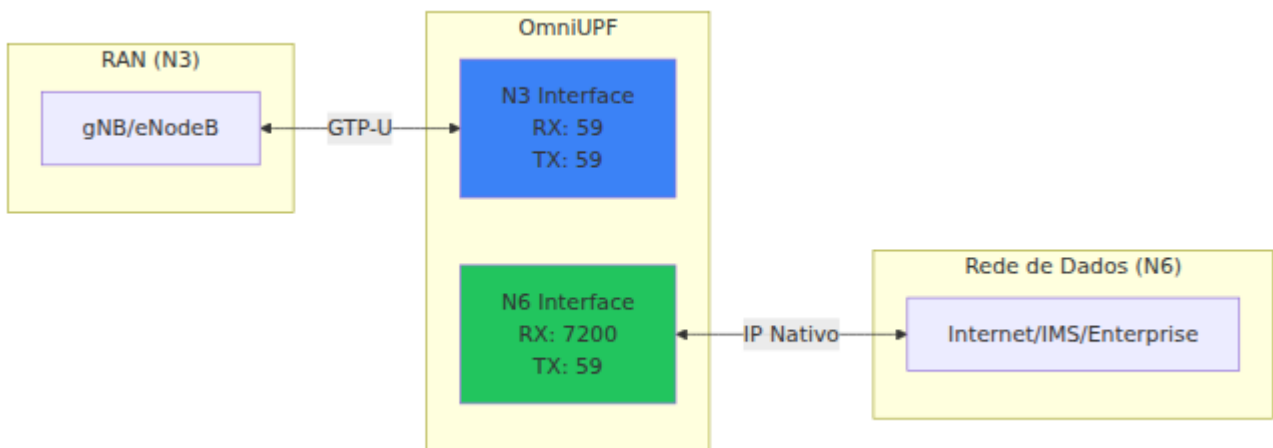 RAN (N3)
gNB/eNodeB
GTP-U
OmniUPF
N3 Interface
RX: 59
TX: 59
N6 Interface
RX: 7200
TX: 59
IP Nativo
Rede de Dados (N6)
Internet/IMS/Enterprise